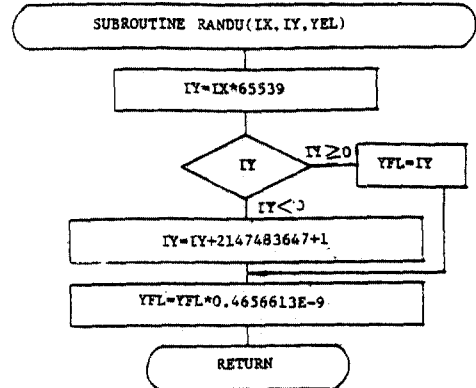 SUBROUTINE RANDU(IX,IY,YEL)
IY=IX*65539
IY
IY≥0
YFL=IY
IY<0
IY=IY+2147483647+1
YFL=YFL*0.4656613E-9
RETURN